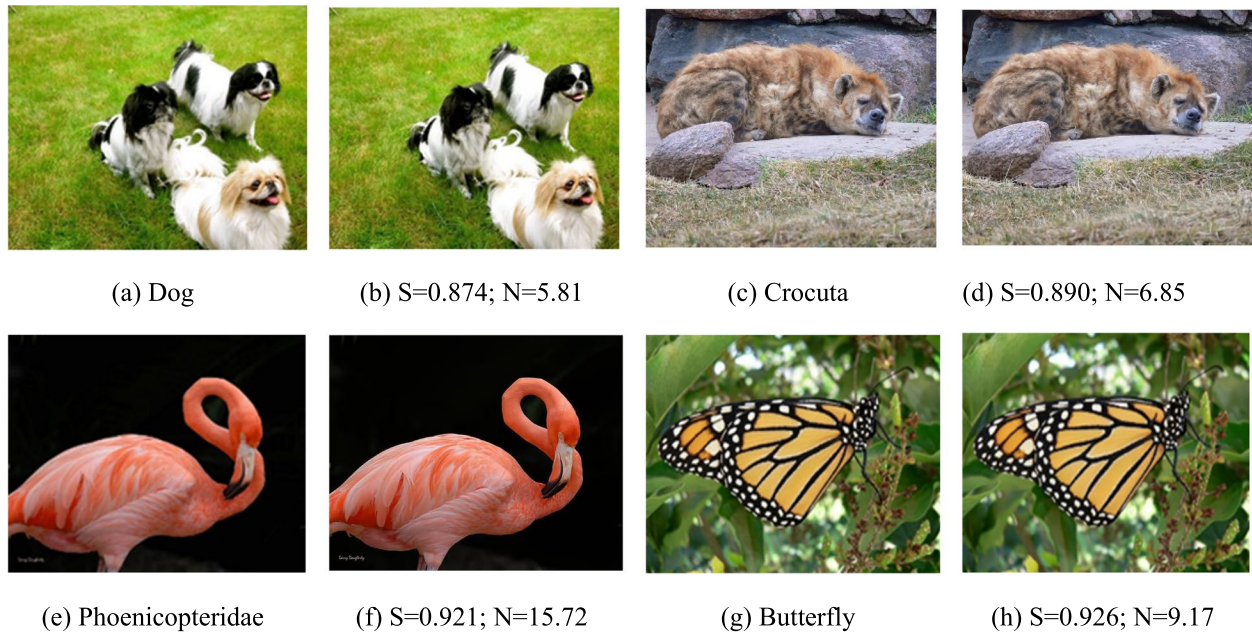 (a) Dog
(b) S=0.874; N=5.81
(c) Crocuta
(d) S=0.890; N=6.85
(e) Phoenicopteridae
(f) S=0.921; N=15.72
(g) Butterfly
(h) S=0.926; N=9.17